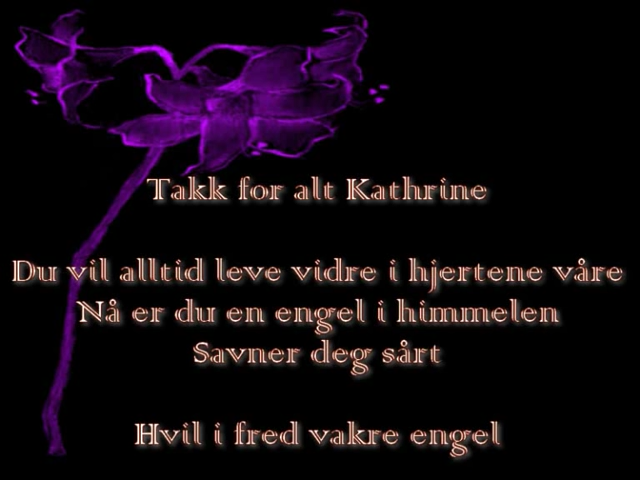 Takk for alt Kathrine
Du vil alltid leve vidre i hjertene våre
Nå er du en engel i himmelen
Savner deg sårt
Hvil i fred vakre engel